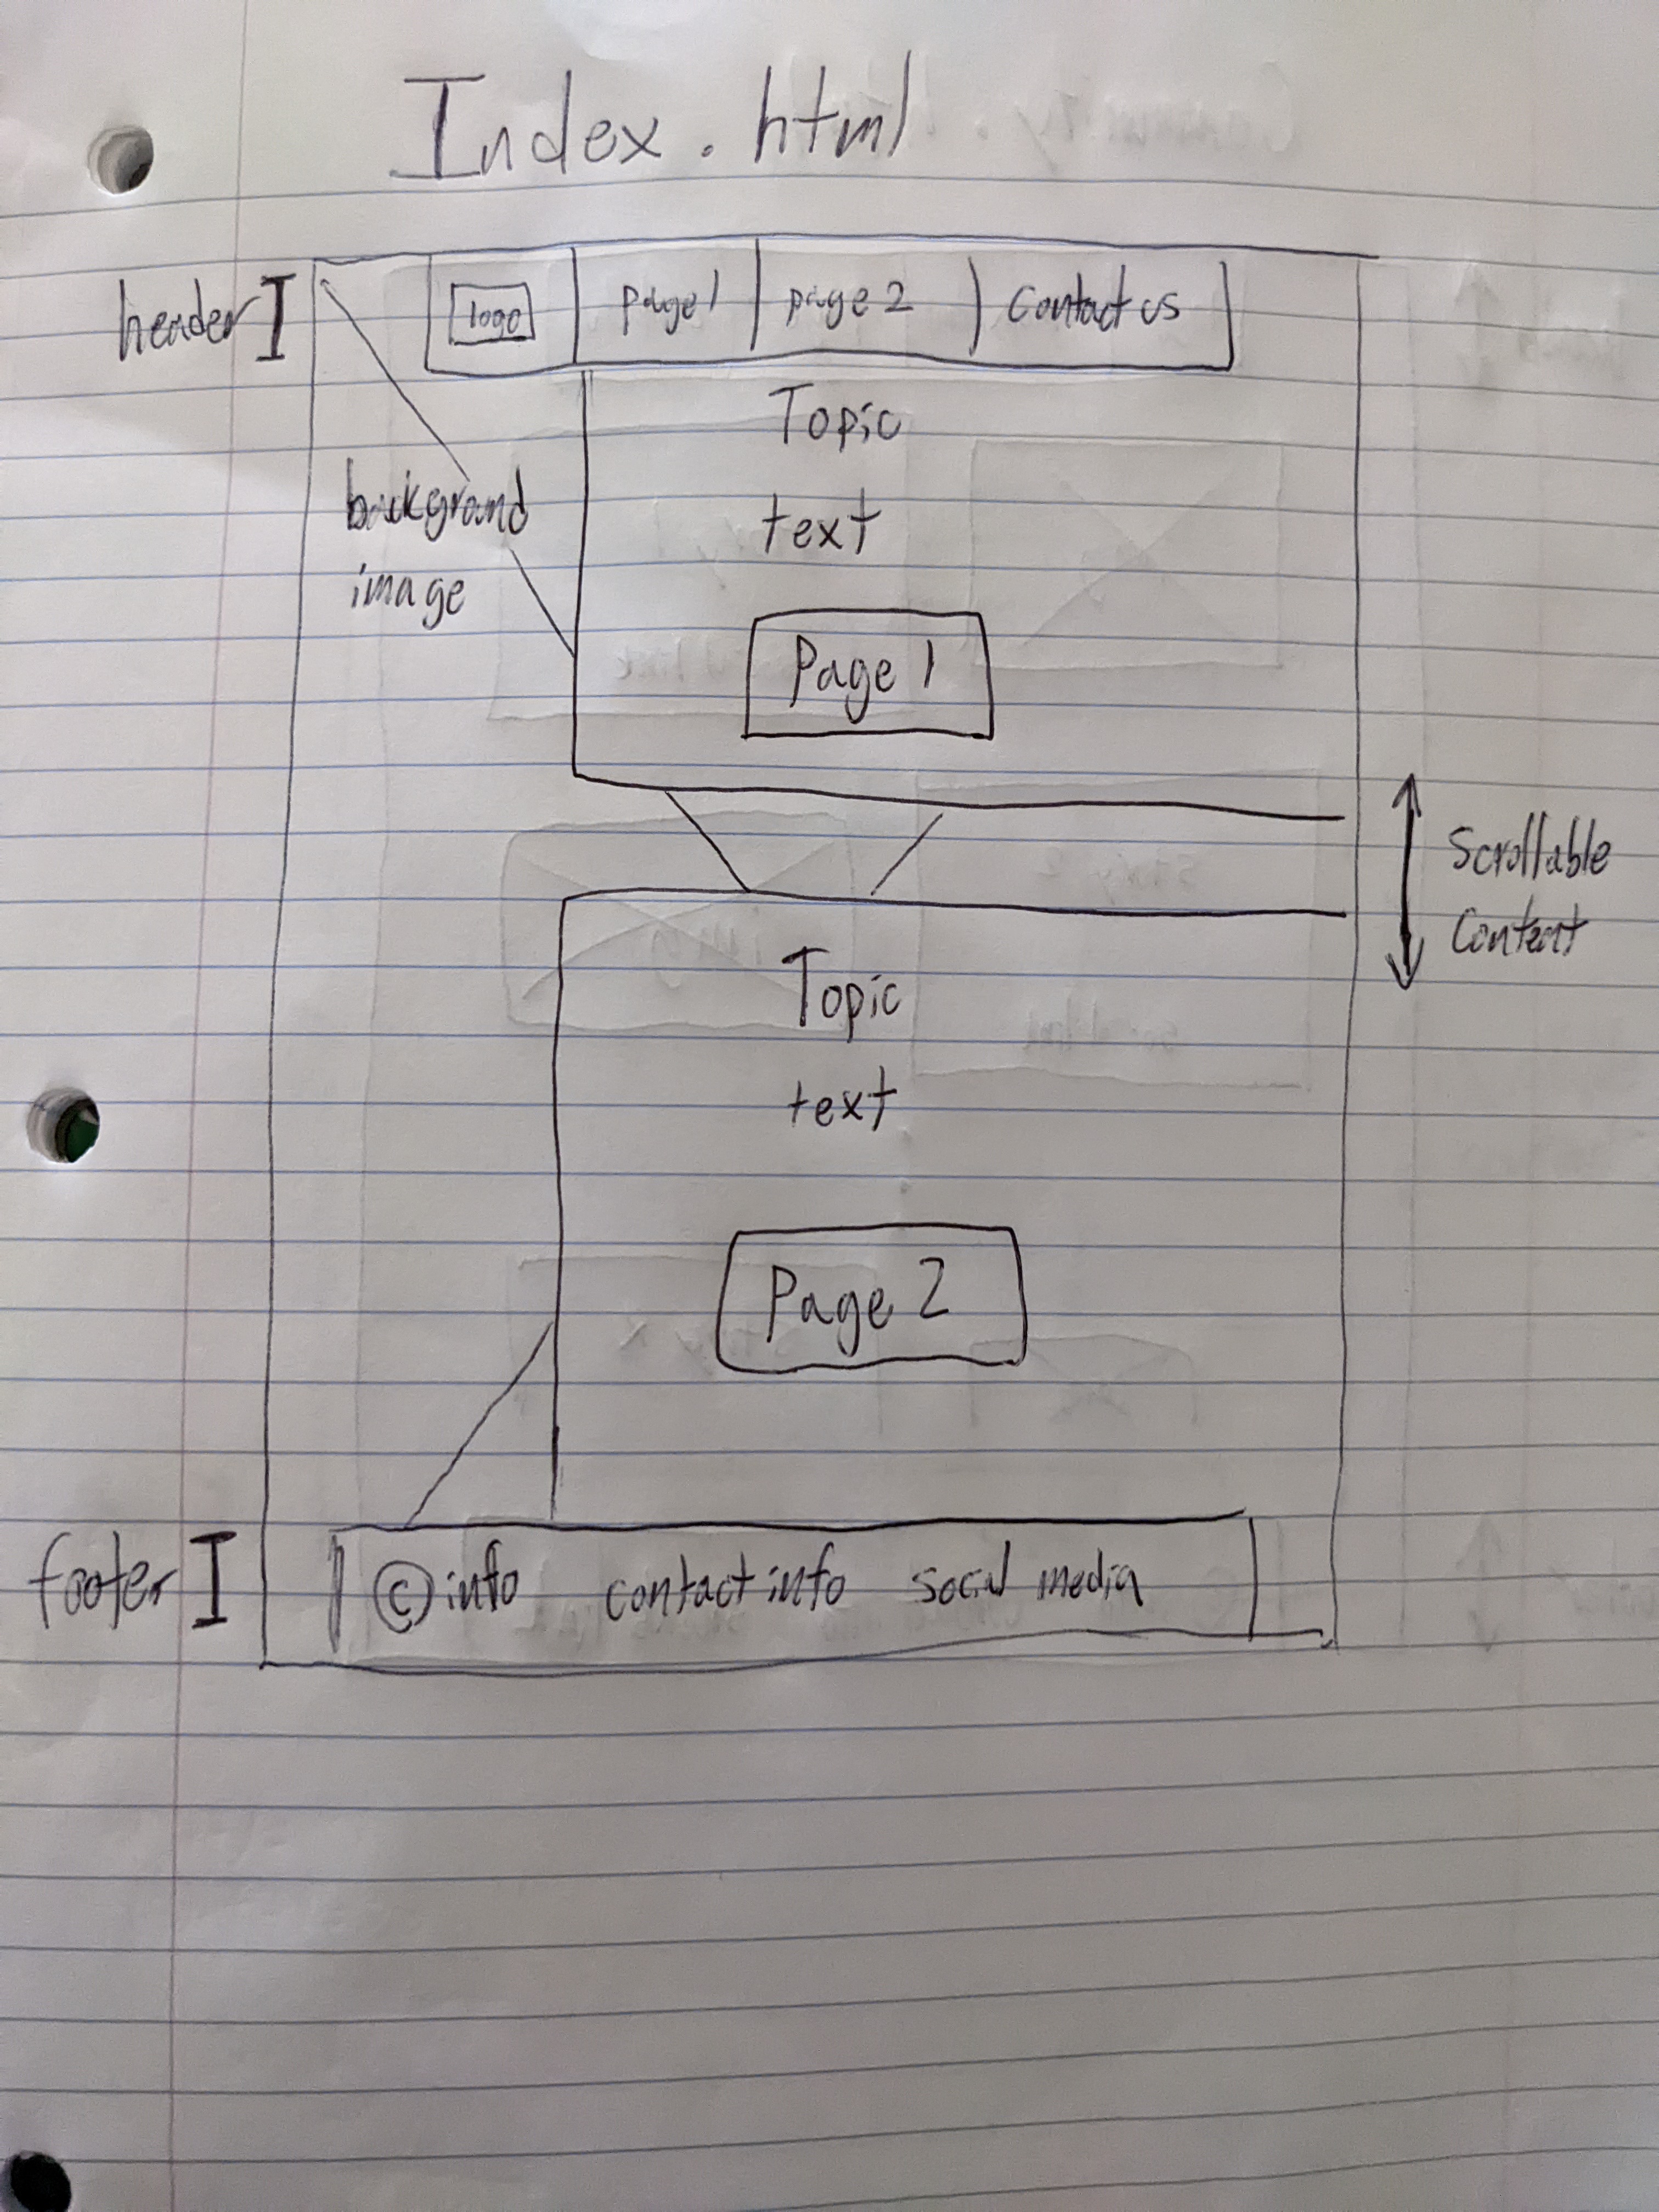 Index.html
header
logo page 1 page 2 Contact us
Topic
background
image
text
Page 1
Scrollable
Content
Topic
text
Page 2
footer
© info contact info social media